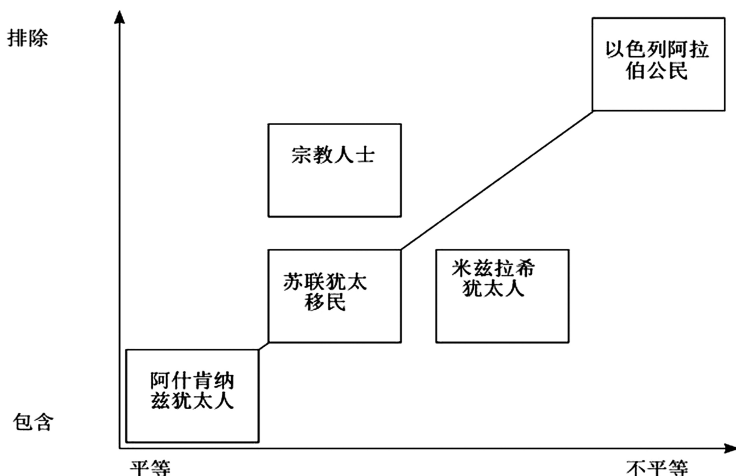 排除
以色列阿拉
伯公民
宗教人士
苏联犹太
移民
米兹拉希
犹太人
阿什肯纳
兹犹太人
包含
平等
不平等